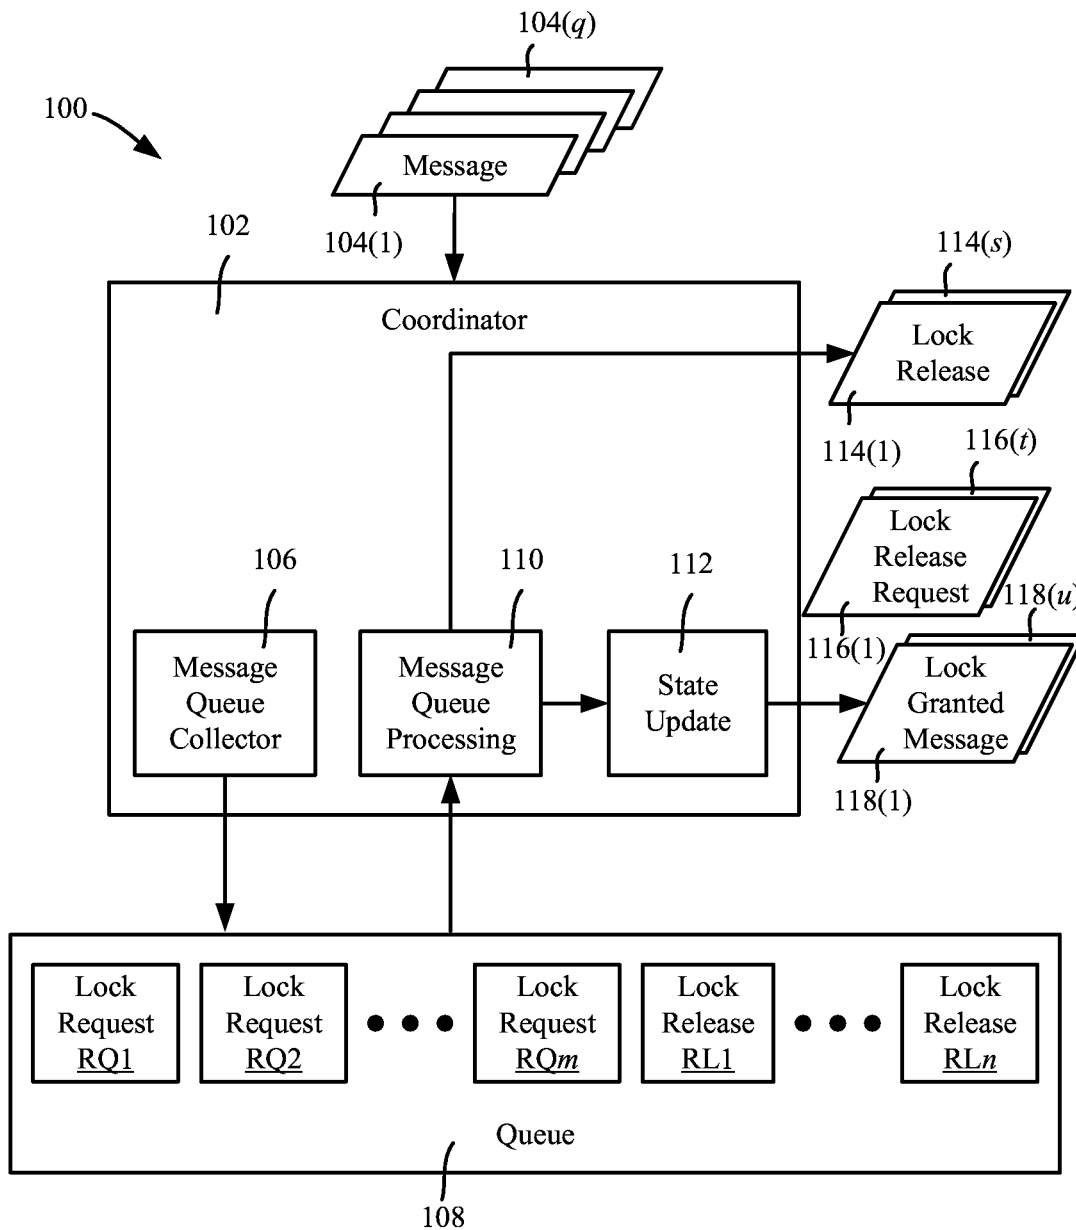 104(q)
100
Message
102
104(1)
114(s)
Coordinator
Lock
Release
114(1)
116(t)
Lock
Release
Request
106
110
112
118(u)
116(1)
Message
Queue
Collector
Message
Queue
Processing
State
Update
Lock
Granted
Message
118(1)
Lock
Request
RQ1
Lock
Request
RQ2
Lock
Request
RQm
Lock
Release
RL1
Lock
Release
RLn
Queue
108